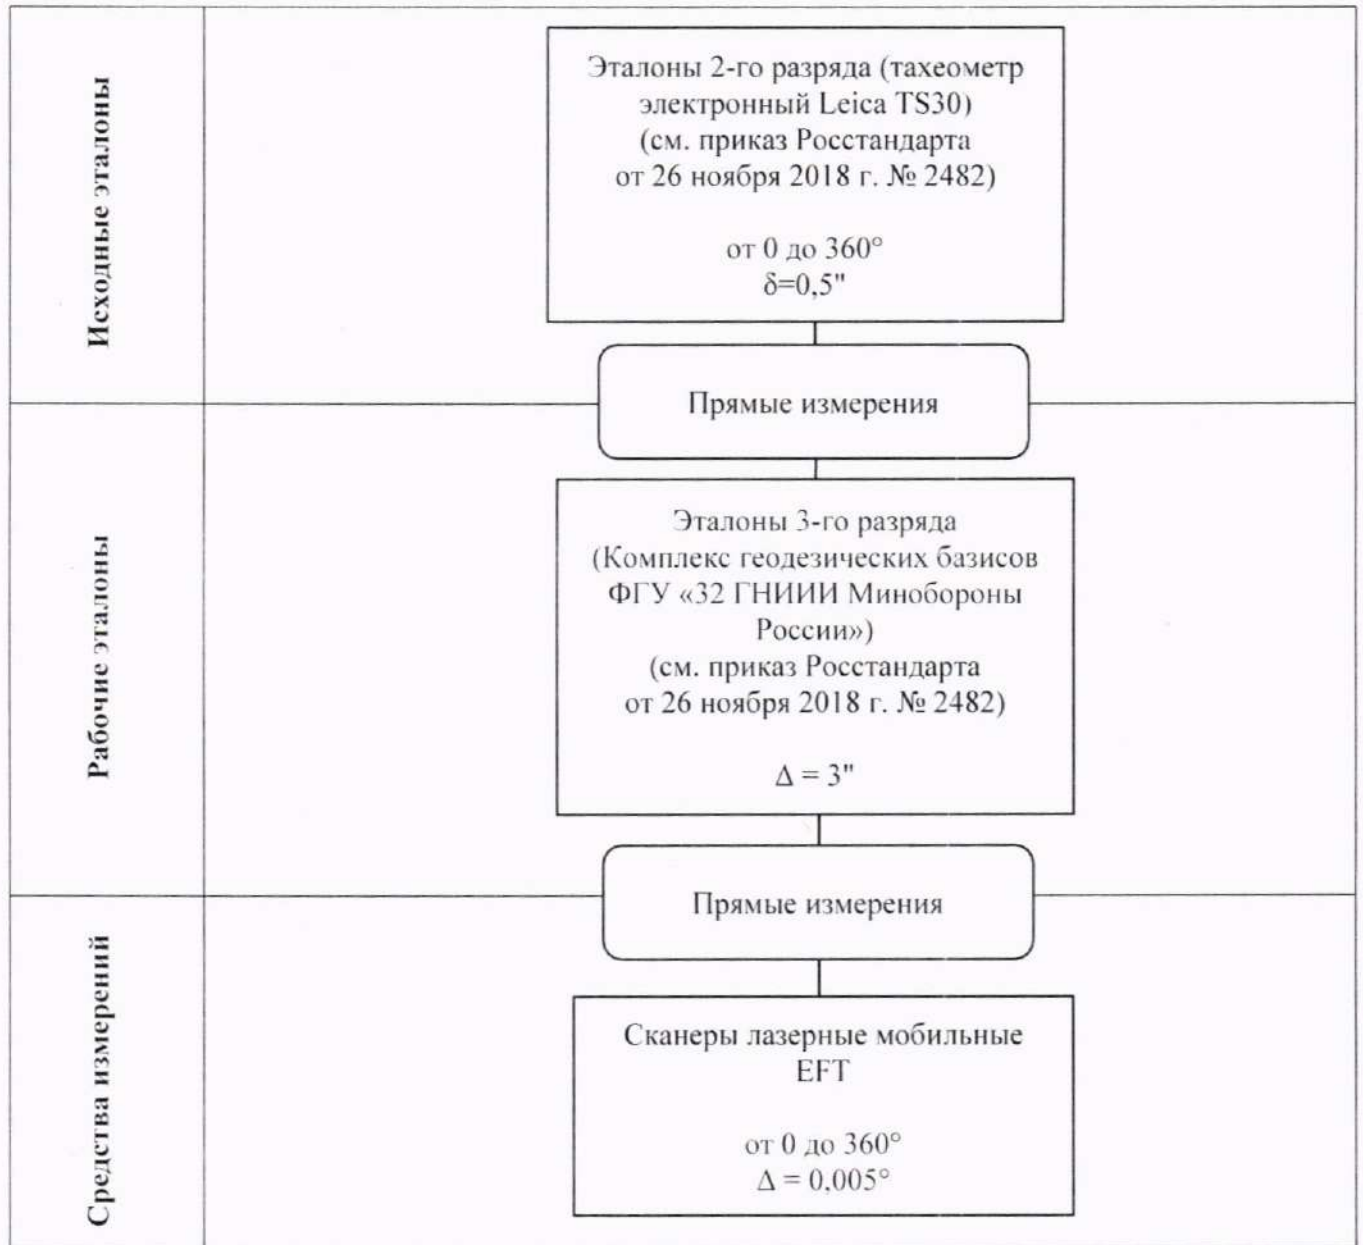 Исходные эталоны
Эталоны 2-го разряда (тахеометр
электронный Leica TS30)
(см. приказ Росстандарта
от 26 ноября 2018 г. № 2482)
от 0 до 360°
δ=0,5"
Прямые измерения
Рабочие эталоны
Эталоны 3-го разряда
(Комплекс геодезических базисов
ФГУ «32 ГНИИИ Минобороны
России»)
(см. приказ Росстандарта
от 26 ноября 2018 г. № 2482)
Δ = 3"
Прямые измерения
Средства измерений
Сканеры лазерные мобильные
EFT
от 0 до 360°
Δ = 0,005°